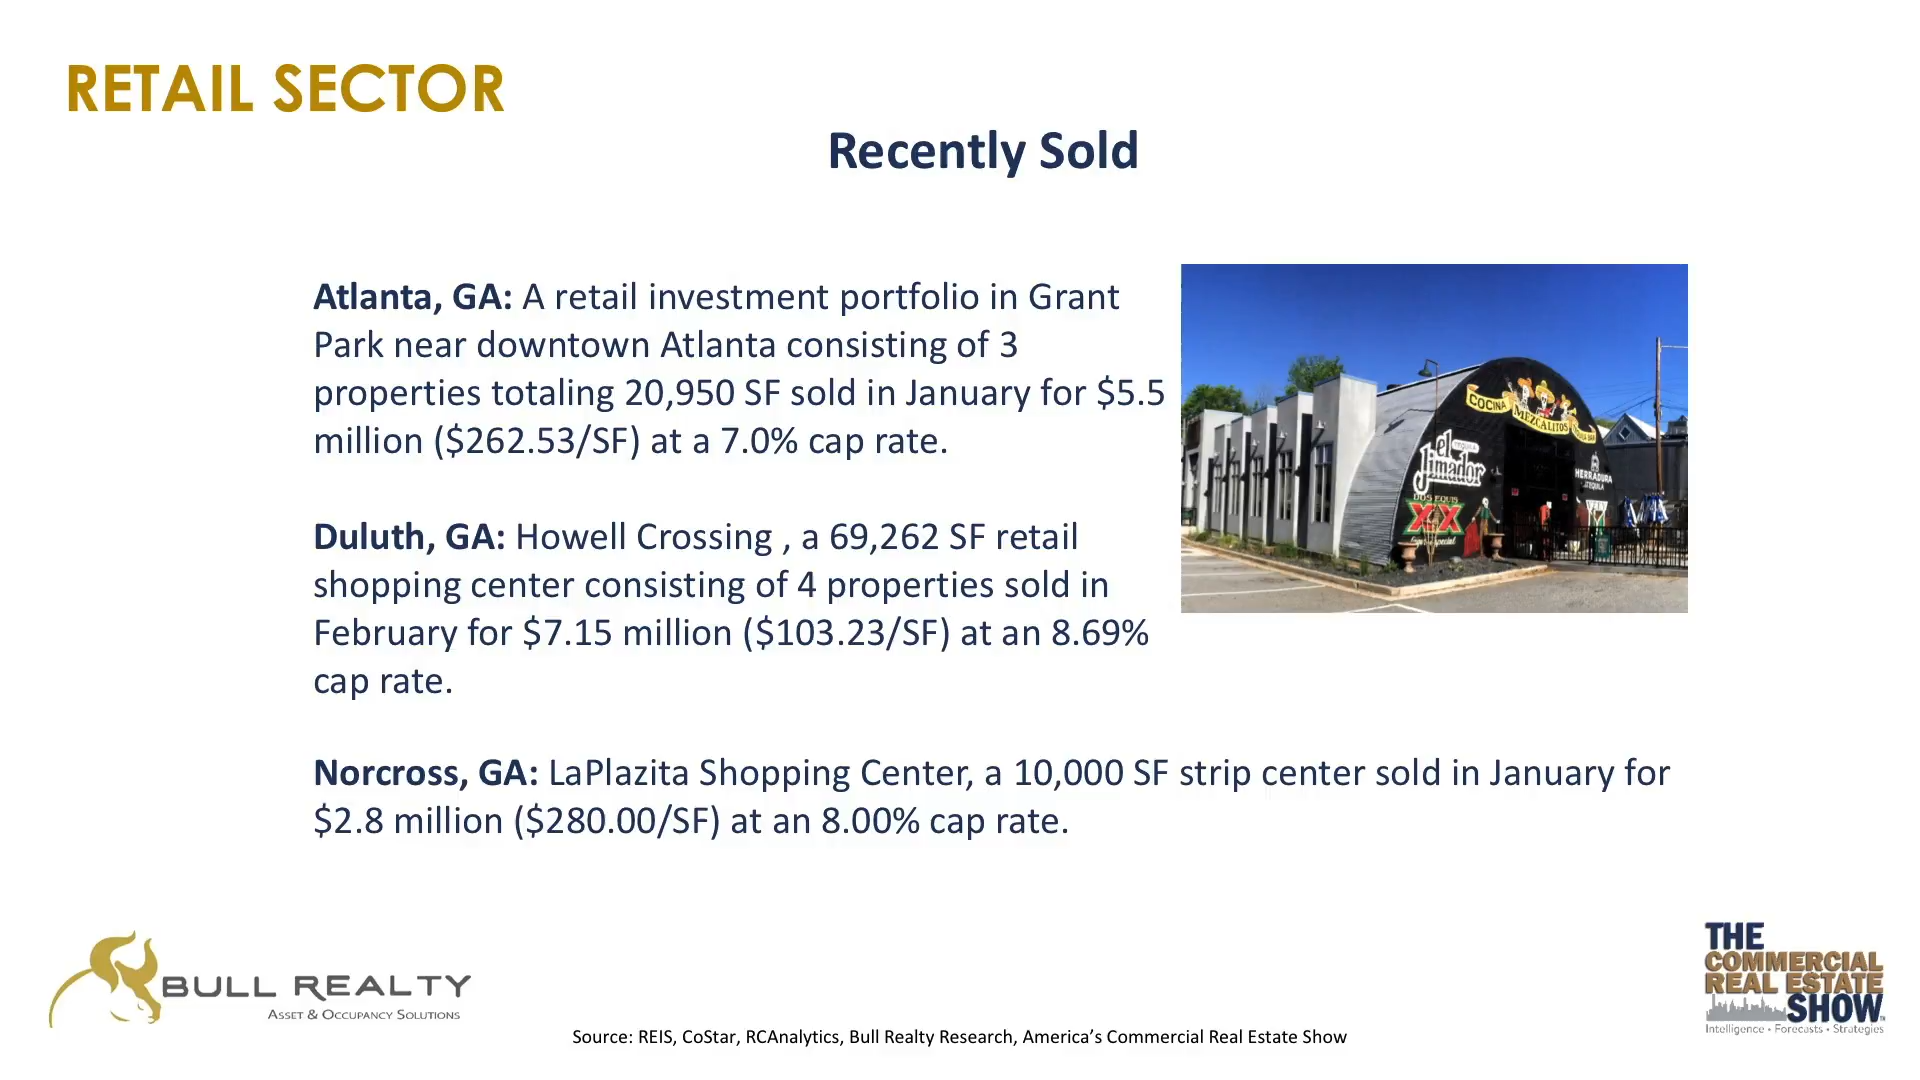 RETAIL SECTOR
Recently Sold
Atlanta, GA: A retail investment portfolio in Grant
Park near downtown Atlanta consisting of 3
properties totaling 20,950 SF sold in January for $5.5
million ($262.53/SF) at a 7.0% cap rate.
COCINA
MEZCALITOS
el
Jimador
TEQUILA
HERRADURA
DOS EQUIS
XX
Duluth, GA: Howell Crossing , a 69,262 SF retail
shopping center consisting of 4 properties sold in
February for $7.15 million ($103.23/SF) at an 8.69%
cap rate.
Norcross, GA: LaPlazita Shopping Center, a 10,000 SF strip center sold in January for
$2.8 million ($280.00/SF) at an 8.00% cap rate.
BULL REALTY
ASSET & OCCUPANCY SOLUTIONS
Source: REIS, CoStar, RCAnalytics, Bull Realty Research, America’s Commercial Real Estate Show
THE
COMMERCIAL
REAL ESTATE
SHOW
Intelligence • Forecasts • Strategies